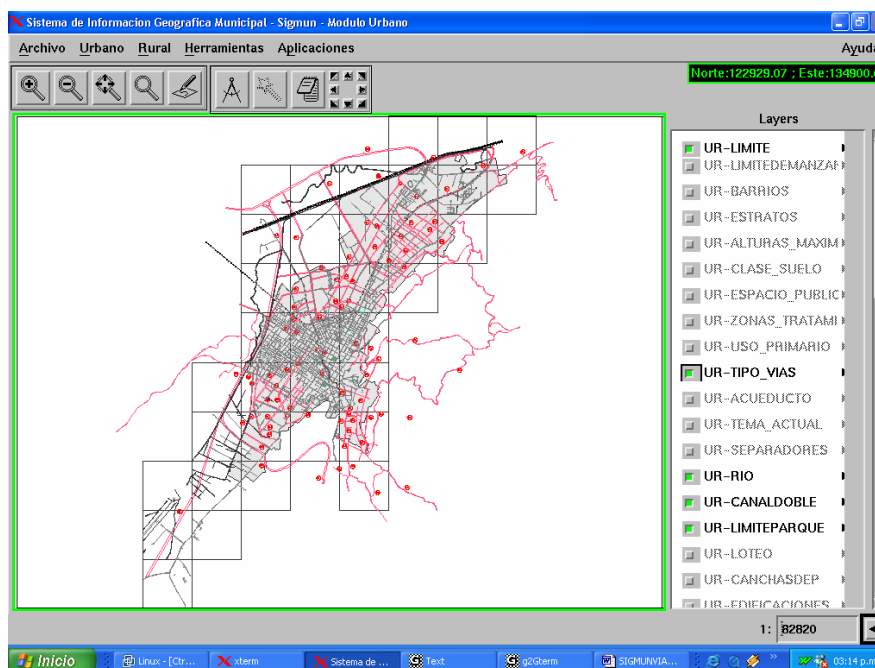 Sistema de Informacion Geografica Municipal - Sigmun - Modulo Urbano
Archivo Urbano Rural Herramientas Aplicaciones Ayuda
Norte:122929.07 ; Este:134900.
Layers
UR-LIMITE
UR-LIMITEDEMANZAN
UR-BARRIOS
UR-ESTRATOS
UR-ALTURAS_MAXIM
UR-CLASE_SUELO
UR-ESPACIO_PUBLIC
UR-ZONAS_TRATAMI
UR-USO_PRIMARIO
UR-TIPO_VIAS
UR-ACUEDUCTO
UR-TEMA_ACTUAL
UR-SEPARADORES
UR-RIO
UR-CANALDOBLE
UR-LIMITEPARQUE
UR-LOTEO
UR-CANCHASDEP
UR-EDIFICACIONES
1: 82820
Inicio Linux - [Ctr... xterm Sistema de ... Text g2Gterm SIGMUNVIA... 03:14 p.m.